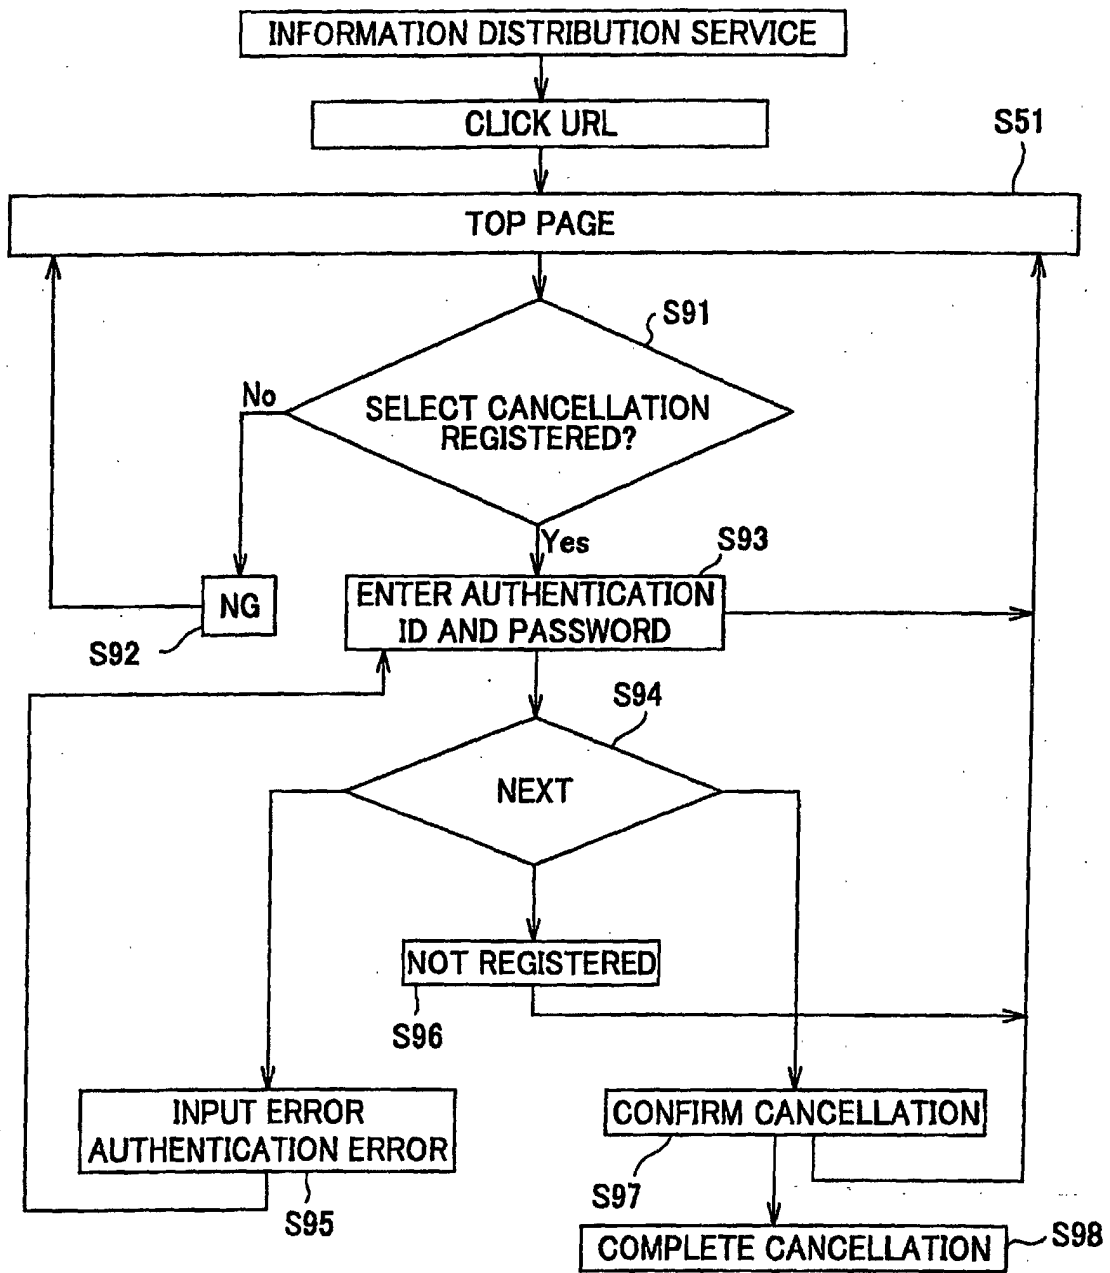 INFORMATION DISTRIBUTION SERVICE
CLICK URL
S51
TOP PAGE
S91
No
SELECT CANCELLATION
REGISTERED?
Yes
S93
NG
ENTER AUTHENTICATION
ID AND PASSWORD
S92
S94
NEXT
NOT REGISTERED
S96
INPUT ERROR
AUTHENTICATION ERROR
CONFIRM CANCELLATION
S97
S95
COMPLETE CANCELLATION
S98